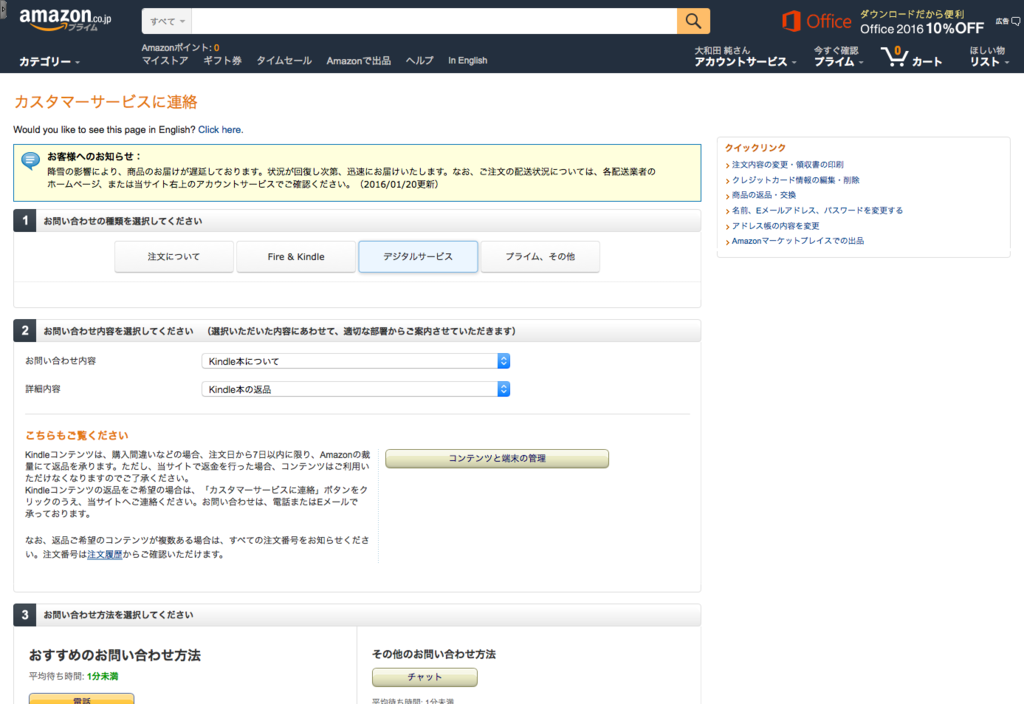 amazon.co.jp
プライム
すべて
Office
ダウンロードだから便利
Office 2016 10%OFF
広告
カテゴリー
Amazonポイント: 0
マイストア ギフト券 タイムセール Amazonで出品 ヘルプ In English
大和田 純さん
アカウントサービス
今すぐ確認
プライム
0
カート
ほしい物
リスト
カスタマーサービスに連絡
Would you like to see this page in English? Click here.
お客様へのお知らせ：
降雪の影響により、商品のお届けが遅延しております。状況が回復し次第、迅速にお届けいたします。なお、ご注文の配送状況については、各配送業者の
ホームページ、または当サイト右上のアカウントサービスでご確認ください。（2016/01/20更新）
クイックリンク
注文内容の変更・領収書の印刷
クレジットカード情報の編集・削除
商品の返品・交換
名前、Eメールアドレス、パスワードを変更する
アドレス帳の内容を変更
Amazonマーケットプレイスでの出品
1 お問い合わせの種類を選択してください
注文について Fire & Kindle デジタルサービス プライム、その他
2 お問い合わせ内容を選択してください （選択いただいた内容にあわせて、適切な部署からご案内させていただきます）
お問い合わせ内容 Kindle本について
詳細内容 Kindle本の返品
こちらもご覧ください
Kindleコンテンツは、購入間違いなどの場合、注文日から7日以内に限り、Amazonの裁
量にて返品を承ります。ただし、当サイトで返金を行った場合、コンテンツはご利用い
ただけなくなりますのでご了承ください。
Kindleコンテンツの返品をご希望の場合は、「カスタマーサービスに連絡」ボタンをク
リックのうえ、当サイトへご連絡ください。お問い合わせは、電話またはEメールで
承っております。
なお、返品ご希望のコンテンツが複数ある場合は、すべての注文番号をお知らせくださ
い。注文番号は注文履歴からご確認いただけます。
コンテンツと端末の管理
3 お問い合わせ方法を選択してください
おすすめのお問い合わせ方法
平均待ち時間: 1分未満
電話
その他のお問い合わせ方法
チャット
平均待ち時間: 1分未満